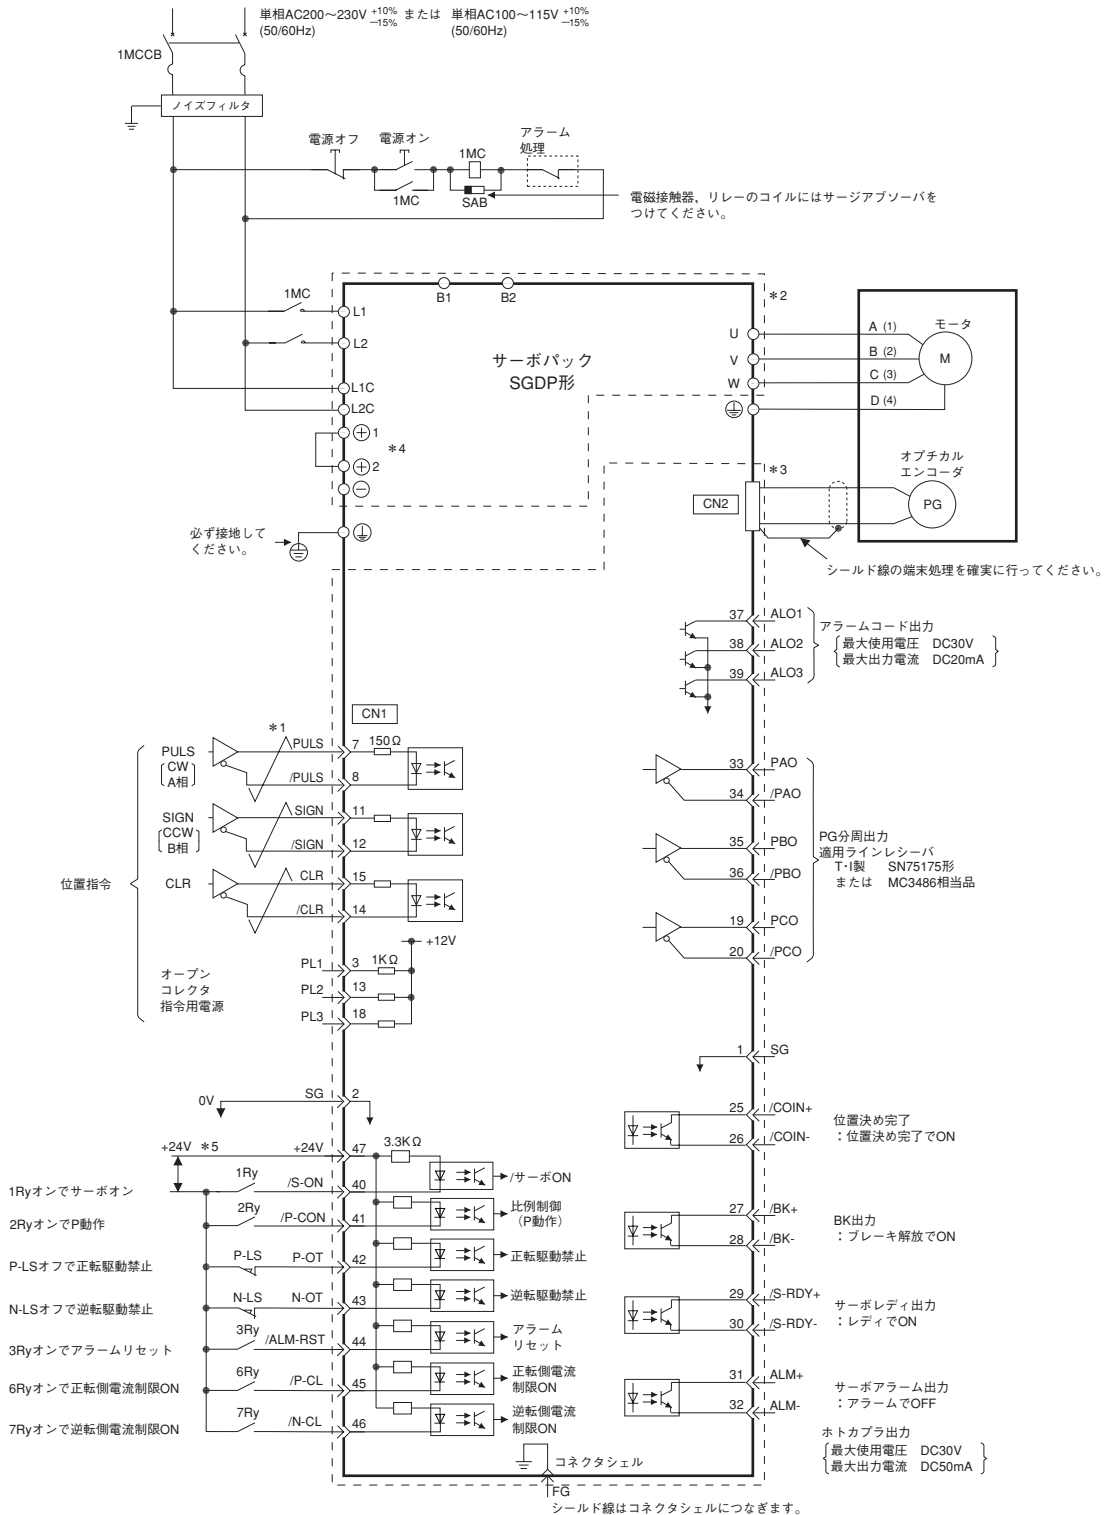 単相AC200～230V +10% −15% または 単相AC100～115V +10% −15%
(50/60Hz) (50/60Hz)
1MCCB
ノイズフィルタ
電源オフ 電源オン アラーム処理
1MC
1MC
SAB
電磁接触器，リレーのコイルにはサージアブソーバを
つけてください。
B1 B2
*2
1MC
L1
L2
L1C
L2C
+1
+2
−
*4
サーボパック
SGDP形
U
V
W
A (1)
B (2)
C (3)
D (4)
モータ
M
オプチカル
エンコーダ
PG
*3
CN2
必ず接地して
ください。
シールド線の端末処理を確実に行ってください。
37 ALO1
38 ALO2
39 ALO3
アラームコード出力
最大使用電圧 DC30V
最大出力電流 DC20mA
CN1
*1
位置指令
PULS
CW
A相
PULS 7 150Ω
/PULS 8
SIGN
CCW
B相
SIGN 11
/SIGN 12
CLR
CLR 15
/CLR 14
+12V
オープン
コレクタ
指令用電源
PL1 3 1KΩ
PL2 13
PL3 18
33 PAO
34 /PAO
35 PBO
36 /PBO
19 PCO
20 /PCO
PG分周出力
適用ラインレシーバ
T･I製 SN75175形
または MC3486相当品
1 SG
0V SG 2
+24V *5 +24V 47 3.3KΩ
1Ryオンでサーボオン 1Ry /S-ON 40 /サーボON
2RyオンでP動作 2Ry /P-CON 41 比例制御
（P動作）
P-LSオフで正転駆動禁止 P-LS P-OT 42 正転駆動禁止
N-LSオフで逆転駆動禁止 N-LS N-OT 43 逆転駆動禁止
3Ryオンでアラームリセット 3Ry /ALM-RST 44 アラーム
リセット
6Ryオンで正転側電流制限ON 6Ry /P-CL 45 正転側電流
制限ON
7Ryオンで逆転側電流制限ON 7Ry /N-CL 46 逆転側電流
制限ON
25 /COIN+
26 /COIN-
位置決め完了
：位置決め完了でON
27 /BK+
28 /BK-
BK出力
：ブレーキ解放でON
29 /S-RDY+
30 /S-RDY-
サーボレディ出力
：レディでON
31 ALM+
32 ALM-
サーボアラーム出力
：アラームでOFF
ホトカプラ出力
最大使用電圧 DC30V
最大出力電流 DC50mA
コネクタシェル
FG
シールド線はコネクタシェルにつなぎます。